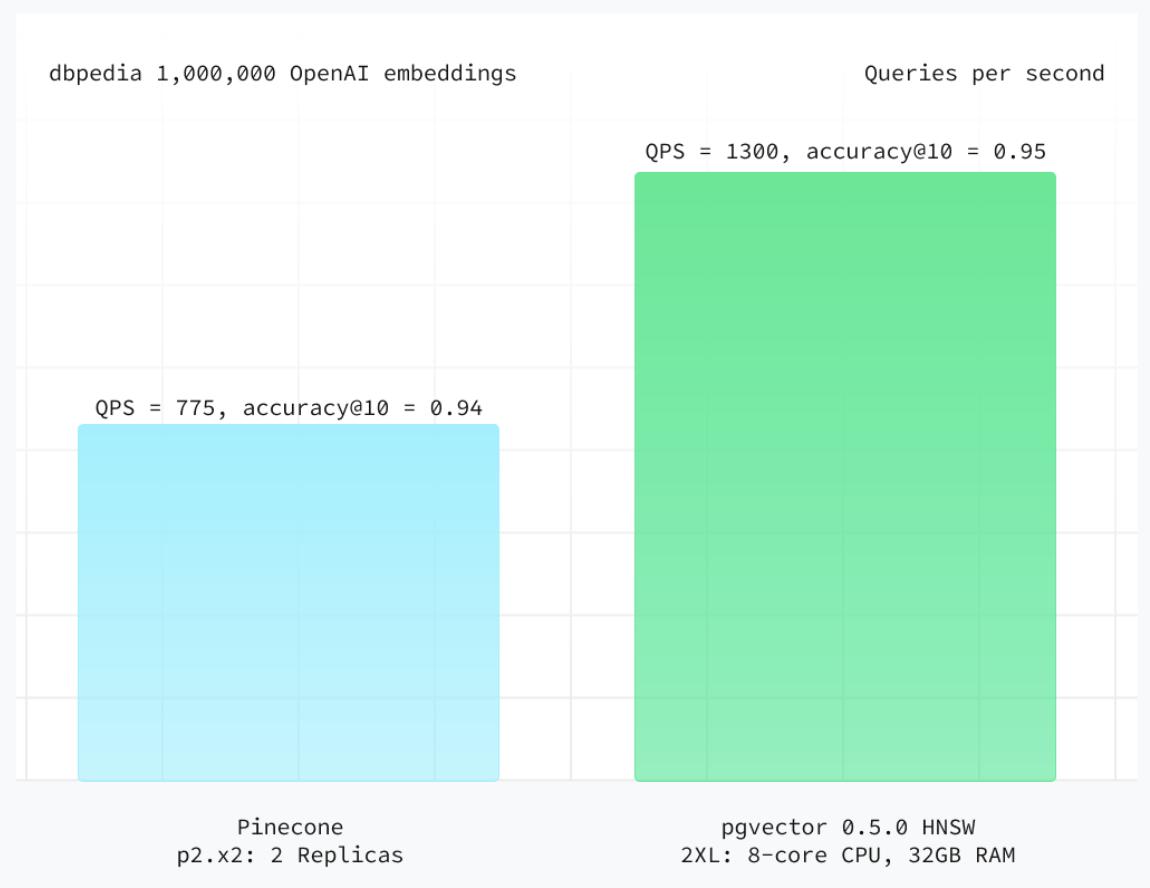 dbpedia 1,000,000 OpenAI embeddings
Queries per second
QPS = 1300, accuracy@10 = 0.95
QPS = 775, accuracy@10 = 0.94
Pinecone
p2.x2: 2 Replicas
pgvector 0.5.0 HNSW
2XL: 8-core CPU, 32GB RAM